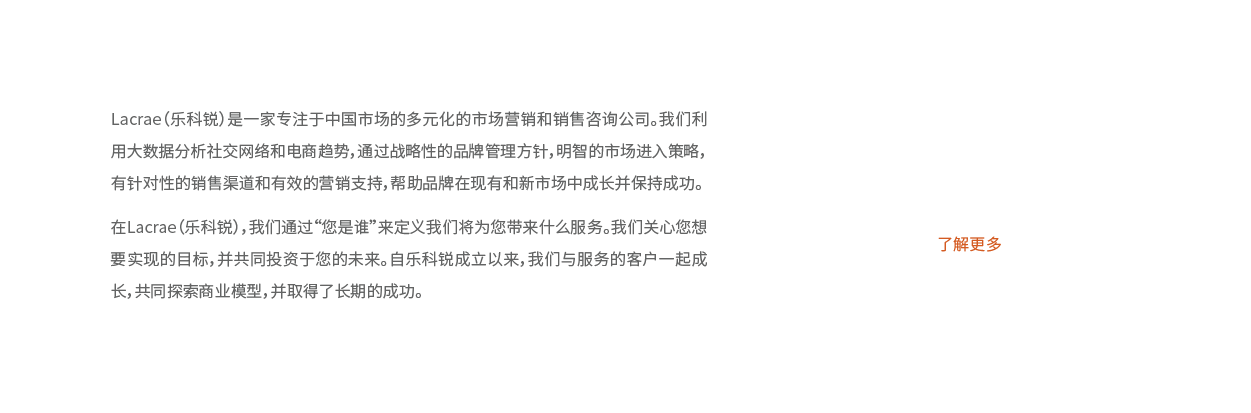 Lacrae（乐科锐）是一家专注于中国市场的多元化的市场营销和销售咨询公司。我们利
用大数据分析社交网络和电商趋势，通过战略性的品牌管理方针，明智的市场进入策略，
有针对性的销售渠道和有效的营销支持，帮助品牌在现有和新市场中成长并保持成功。
在Lacrae（乐科锐），我们通过“您是谁”来定义我们将为您带来什么服务。我们关心您想
要实现的目标，并共同投资于您的未来。自乐科锐成立以来，我们与服务的客户一起成
长，共同探索商业模型，并取得了长期的成功。
了解更多